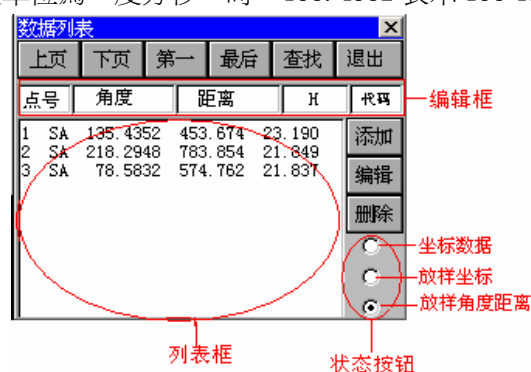 数据列表
上页 下页 第一 最后 查找 退出
点号 角度 距离 H 代码 编辑框
1 SA 135.4352 453.674 23.190 添加
2 SA 218.2948 783.854 21.849 编辑
3 SA 78.5832 574.762 21.837
删除
坐标数据
放样坐标
放样角度距离
列表框
状态按钮